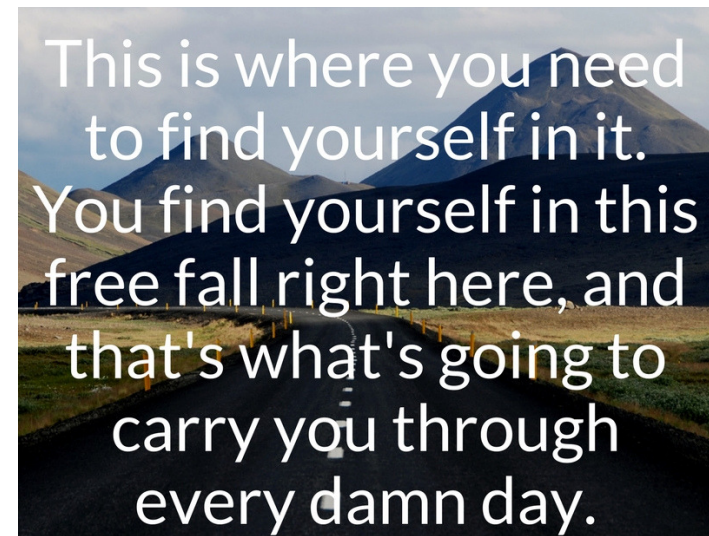 This is where you need
to find yourself in it.
You find yourself in this
free fall right here, and
that's what's going to
carry you through
every damn day.